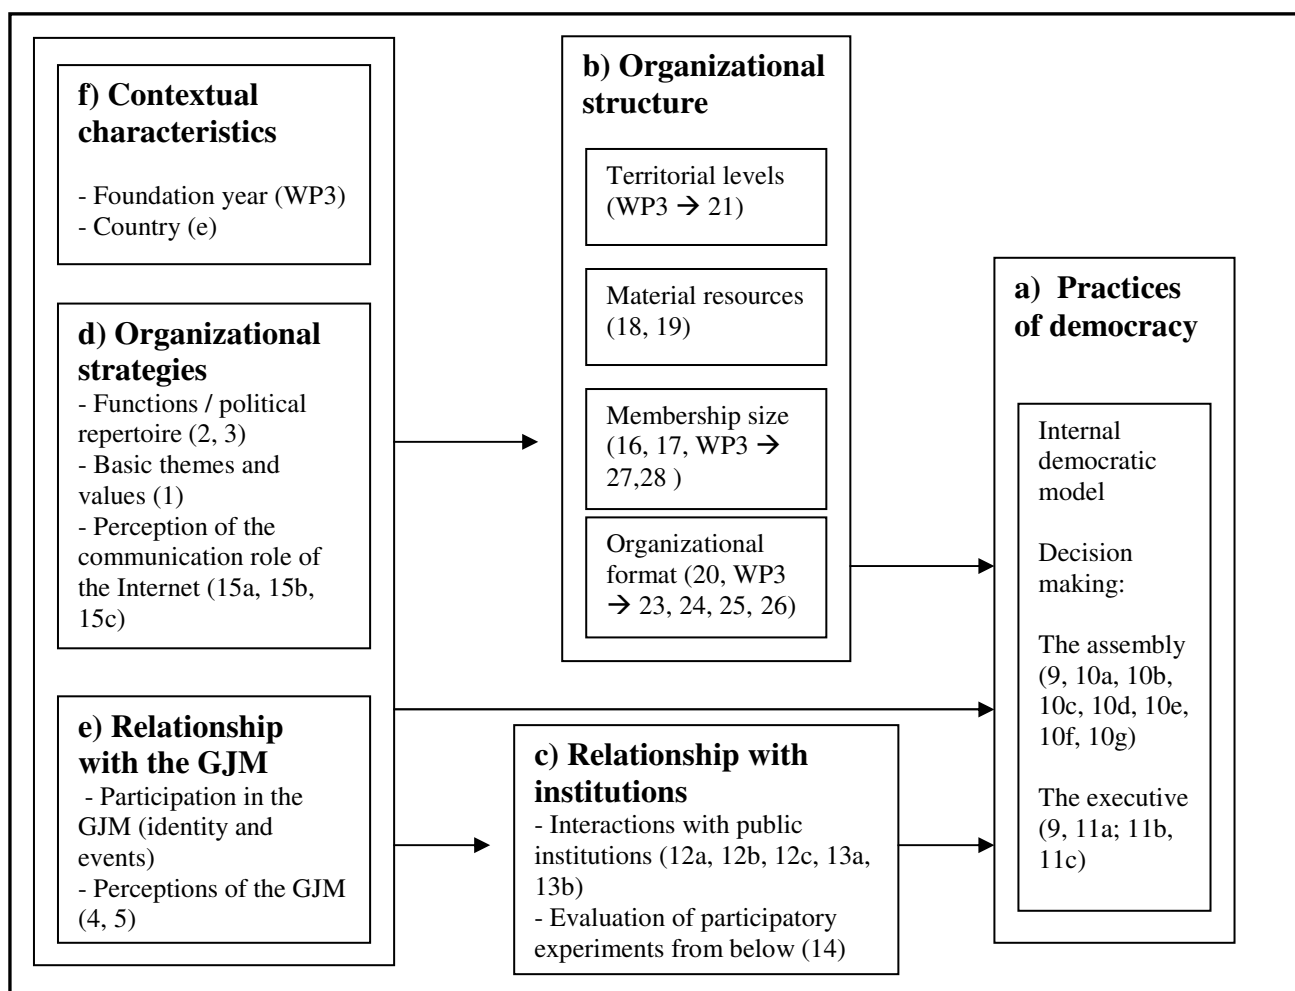 f) Contextual
characteristics
- Foundation year (WP3)
- Country (e)
d) Organizational
strategies
- Functions / political
repertoire (2, 3)
- Basic themes and
values (1)
- Perception of the
communication role of
the Internet (15a, 15b,
15c)
e) Relationship
with the GJM
- Participation in the
GJM (identity and
events)
- Perceptions of the GJM
(4, 5)
b) Organizational
structure
Territorial levels
(WP3 → 21)
Material resources
(18, 19)
Membership size
(16, 17, WP3 →
27,28 )
Organizational
format (20, WP3
→ 23, 24, 25, 26)
c) Relationship with
institutions
- Interactions with public
institutions (12a, 12b, 12c, 13a,
13b)
- Evaluation of participatory
experiments from below (14)
a) Practices
of democracy
Internal
democratic
model
Decision
making:
The assembly
(9, 10a, 10b,
10c, 10d, 10e,
10f, 10g)
The executive
(9, 11a; 11b,
11c)